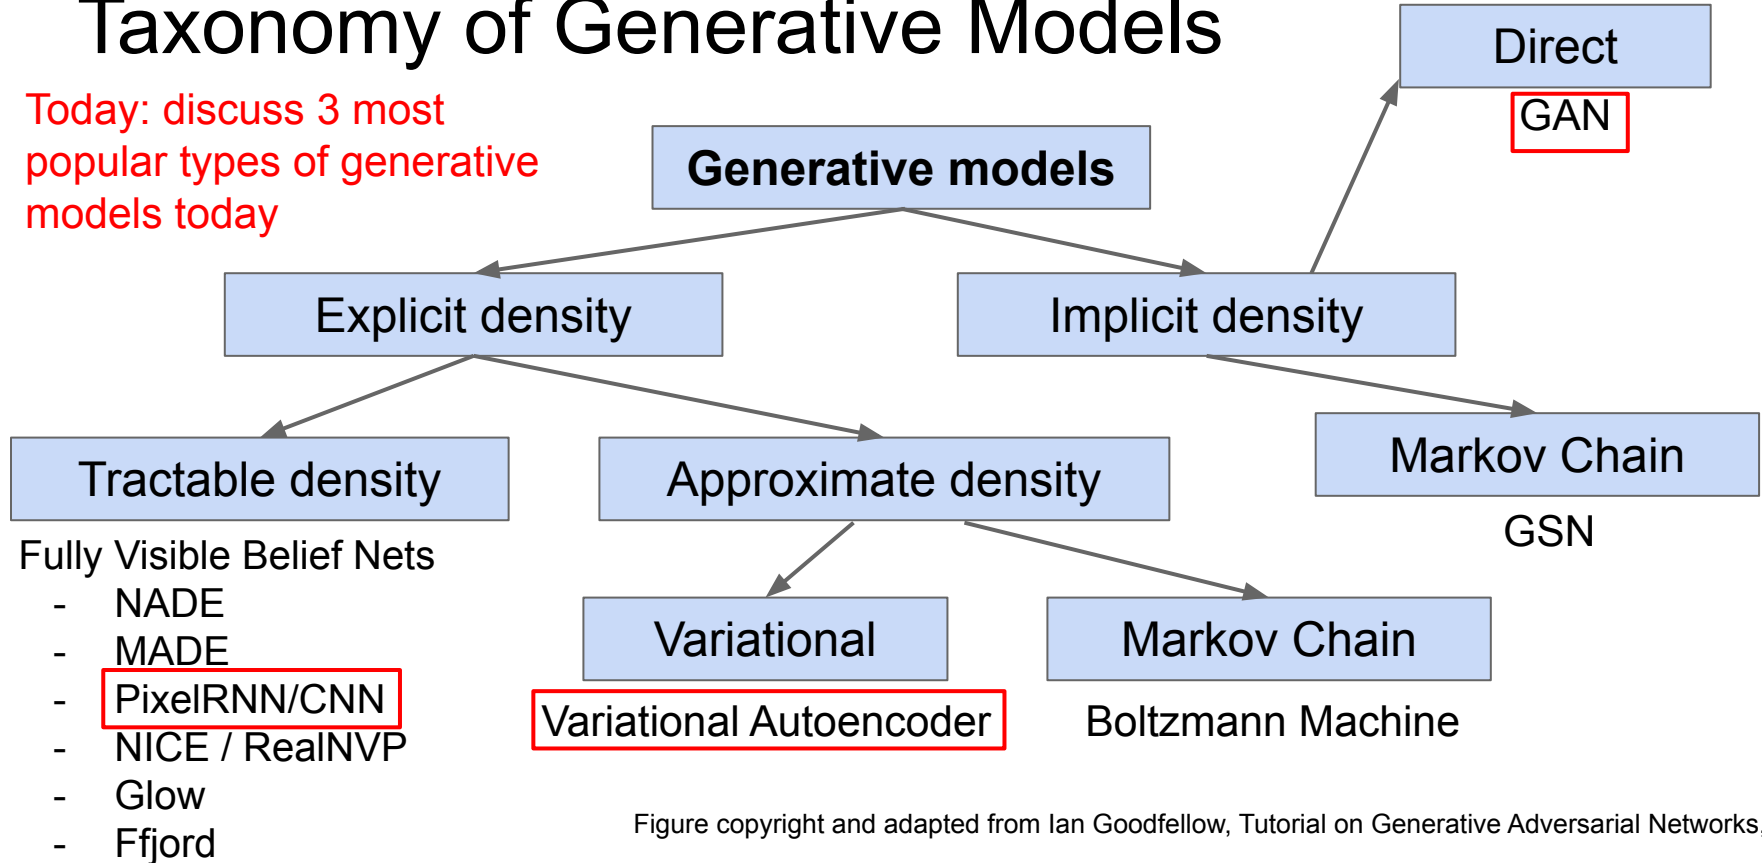 Taxonomy of Generative Models
Direct
GAN
Today: discuss 3 most
popular types of generative
models today
Generative models
Explicit density
Implicit density
Tractable density
Approximate density
Markov Chain
GSN
Fully Visible Belief Nets
- NADE
- MADE
- PixelRNN/CNN
- NICE / RealNVP
- Glow
- Ffjord
Variational
Markov Chain
Variational Autoencoder
Boltzmann Machine
Figure copyright and adapted from Ian Goodfellow, Tutorial on Generative Adversarial Networks,